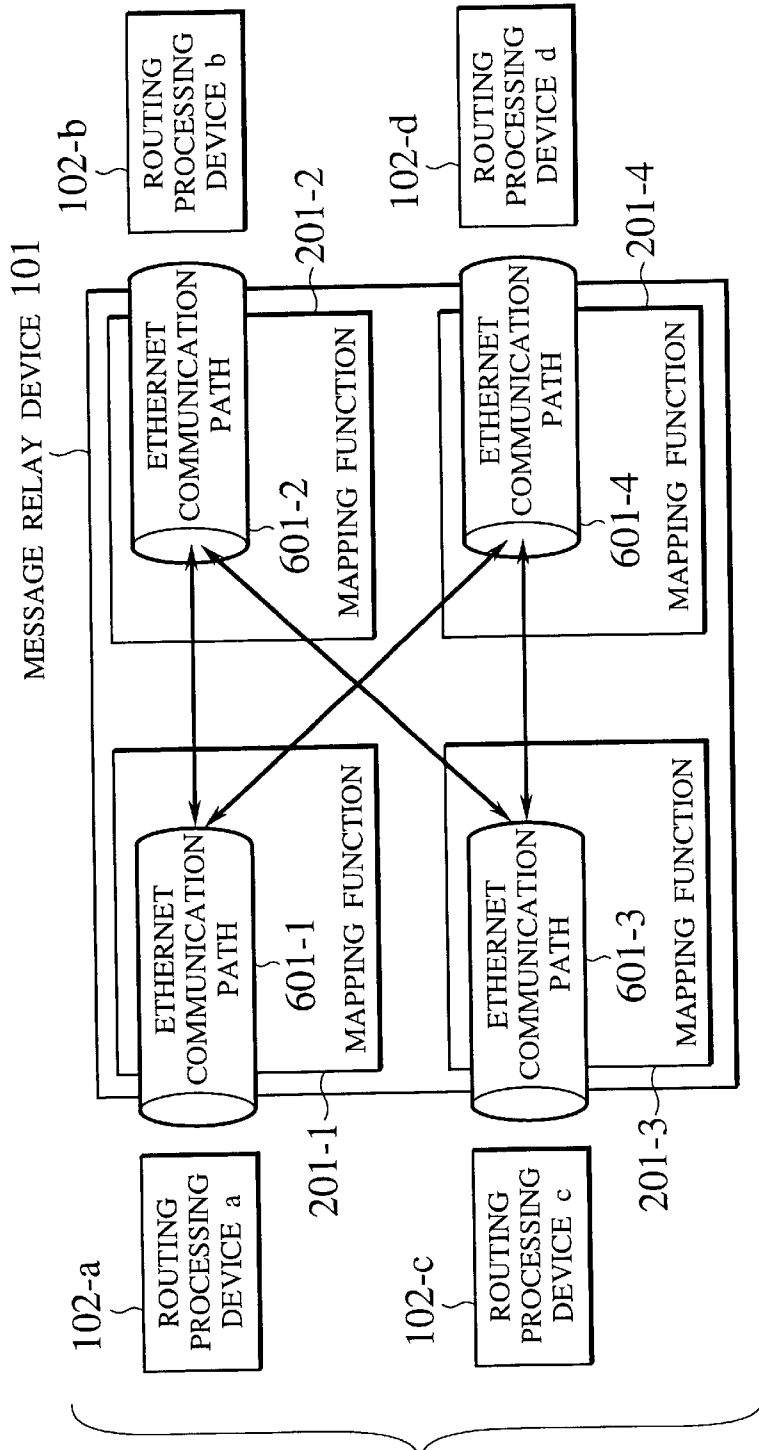 MESSAGE RELAY DEVICE 101
102-a
ROUTING
PROCESSING
DEVICE a
201-1
ETHERNET
COMMUNICATION
PATH
601-1
MAPPING FUNCTION
102-b
ROUTING
PROCESSING
DEVICE b
201-2
ETHERNET
COMMUNICATION
PATH
601-2
MAPPING FUNCTION
102-c
ROUTING
PROCESSING
DEVICE c
201-3
ETHERNET
COMMUNICATION
PATH
601-3
MAPPING FUNCTION
102-d
ROUTING
PROCESSING
DEVICE d
201-4
ETHERNET
COMMUNICATION
PATH
601-4
MAPPING FUNCTION